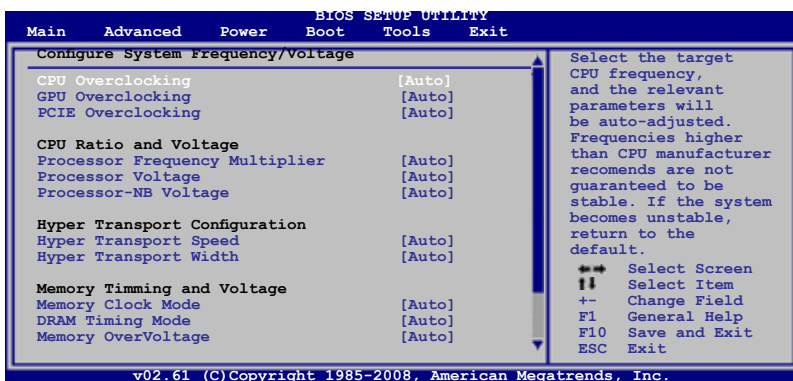 BIOS SETUP UTILITY
Main Advanced Power Boot Tools Exit
Configure System Frequency/Voltage
CPU Overclocking [Auto]
GPU Overclocking [Auto]
PCIE Overclocking [Auto]
CPU Ratio and Voltage
Processor Frequency Multiplier [Auto]
Processor Voltage [Auto]
Processor-NB Voltage [Auto]
Hyper Transport Configuration
Hyper Transport Speed [Auto]
Hyper Transport Width [Auto]
Memory Timming and Voltage
Memory Clock Mode [Auto]
DRAM Timing Mode [Auto]
Memory OverVoltage [Auto]
Select the target
CPU frequency,
and the relevant
parameters will
be auto-adjusted.
Frequencies higher
than CPU manufacturer
recomends are not
guaranteed to be
stable. If the system
becomes unstable,
return to the
default.
Select Screen
Select Item
+- Change Field
F1 General Help
F10 Save and Exit
ESC Exit
v02.61 (C)Copyright 1985-2008, American Megatrends, Inc.